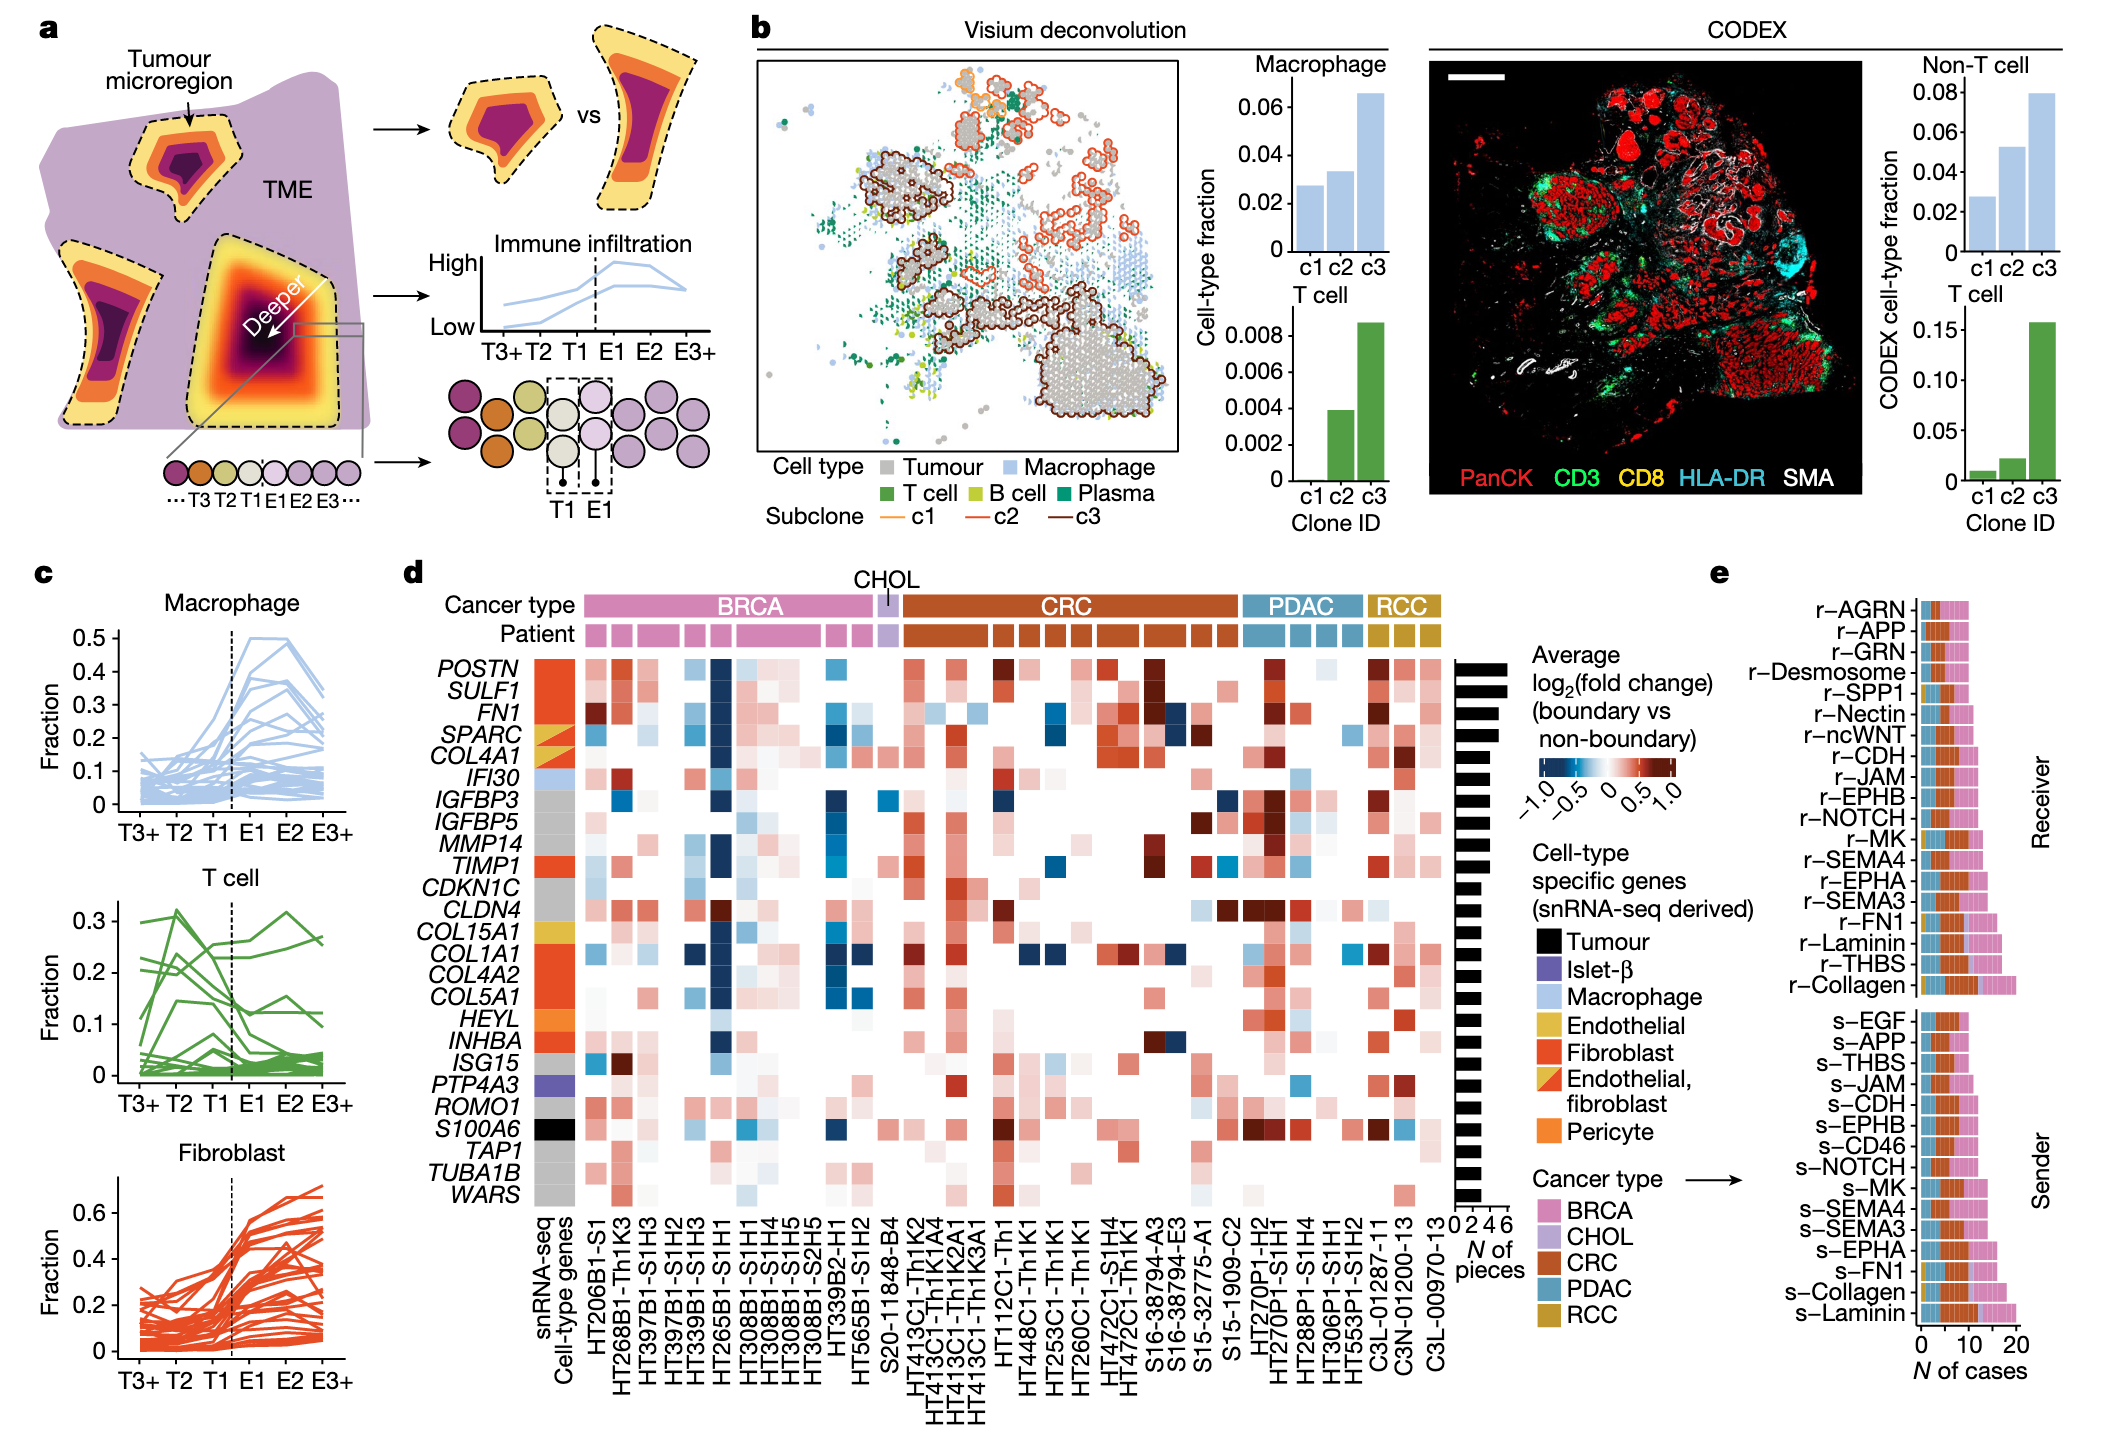 a
Tumour
microregion
TME
Deeper
··· T3 T2 T1 E1 E2 E3 ···
vs
Immune infiltration
High
Low
T3+ T2 T1 E1 E2 E3+
T1 E1
b
Visium deconvolution
Cell type
Tumour
Macrophage
T cell
B cell
Plasma
Subclone
c1
c2
c3
Cell-type fraction
Macrophage
0.06
0.04
0.02
0
c1 c2 c3
T cell
0.008
0.006
0.004
0.002
0
c1 c2 c3
Clone ID
CODEX
PanCK CD3 CD8 HLA-DR SMA
CODEX cell-type fraction
Non-T cell
0.08
0.06
0.04
0.02
0
c1 c2 c3
T cell
0.15
0.10
0.05
0
c1 c2 c3
Clone ID
c
Macrophage
Fraction
0.5
0.4
0.3
0.2
0.1
0
T3+ T2 T1 E1 E2 E3+
T cell
Fraction
0.3
0.2
0.1
0
T3+ T2 T1 E1 E2 E3+
Fibroblast
Fraction
0.6
0.4
0.2
0
T3+ T2 T1 E1 E2 E3+
d
CHOL
Cancer type
BRCA
CRC
PDAC
RCC
Patient
POSTN
SULF1
FN1
SPARC
COL4A1
IFI30
IGFBP3
IGFBP5
MMP14
TIMP1
CDKN1C
CLDN4
COL15A1
COL1A1
COL4A2
COL5A1
HEYL
INHBA
ISG15
PTP4A3
ROMO1
S100A6
TAP1
TUBA1B
WARS
snRNA-seq
Cell-type genes
HT206B1-S1
HT268B1-Th1K3
HT397B1-S1H3
HT397B1-S1H2
HT339B1-S1H3
HT265B1-S1H1
HT308B1-S1H1
HT308B1-S1H4
HT308B1-S1H5
HT308B1-S2H5
HT339B2-H1
HT565B1-S1H2
S20-11848-B4
HT413C1-Th1K2
HT413C1-Th1K1A4
HT413C1-Th1K2A1
HT413C1-Th1K3A1
HT112C1-Th1
HT448C1-Th1K1
HT253C1-Th1K1
HT260C1-Th1K1
HT472C1-S1H4
HT472C1-Th1K1
S16-38794-A3
S16-38794-E3
S15-32775-A1
S15-1909-C2
HT270P1-H2
HT270P1-S1H1
HT288P1-S1H4
HT306P1-S1H1
HT553P1-S1H2
C3L-012887-11
C3N-01200-13
C3L-00970-13
0 2 4 6
N of
pieces
Average
log2(fold change)
(boundary vs
non-boundary)
−1.0
−0.5
0
0.5
1.0
Cell-type
specific genes
(snRNA-seq derived)
Tumour
Islet-β
Macrophage
Endothelial
Fibroblast
Endothelial,
fibroblast
Pericyte
Cancer type
BRCA
CHOL
CRC
PDAC
RCC
e
r−AGRN
r−APP
r−GRN
r−Desmosome
r−SPP1
r−Nectin
r−ncWNT
r−CDH
r−JAM
r−EPHB
r−NOTCH
r−MK
r−SEMA4
r−EPHA
r−SEMA3
r−FN1
r−Laminin
r−THBS
r−Collagen
Receiver
s−EGF
s−APP
s−THBS
s−JAM
s−CDH
s−EPHB
s−CD46
s−NOTCH
s−MK
s−SEMA4
s−SEMA3
s−EPHA
s−FN1
s−Collagen
s−Laminin
Sender
0 10 20
N of cases